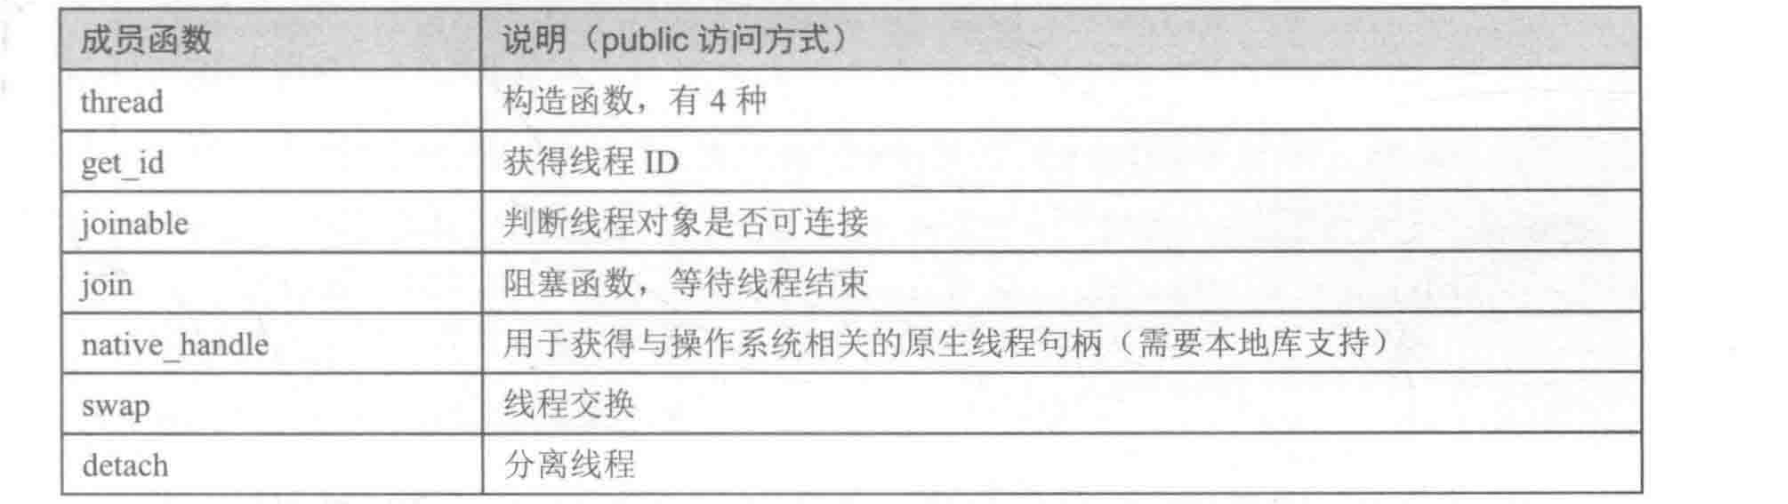 成员函数 说明（public 访问方式）
thread 构造函数，有 4 种
get_id 获得线程 ID
joinable 判断线程对象是否可连接
join 阻塞函数，等待线程结束
native_handle 用于获得与操作系统相关的原生线程句柄（需要本地库支持）
swap 线程交换
detach 分离线程